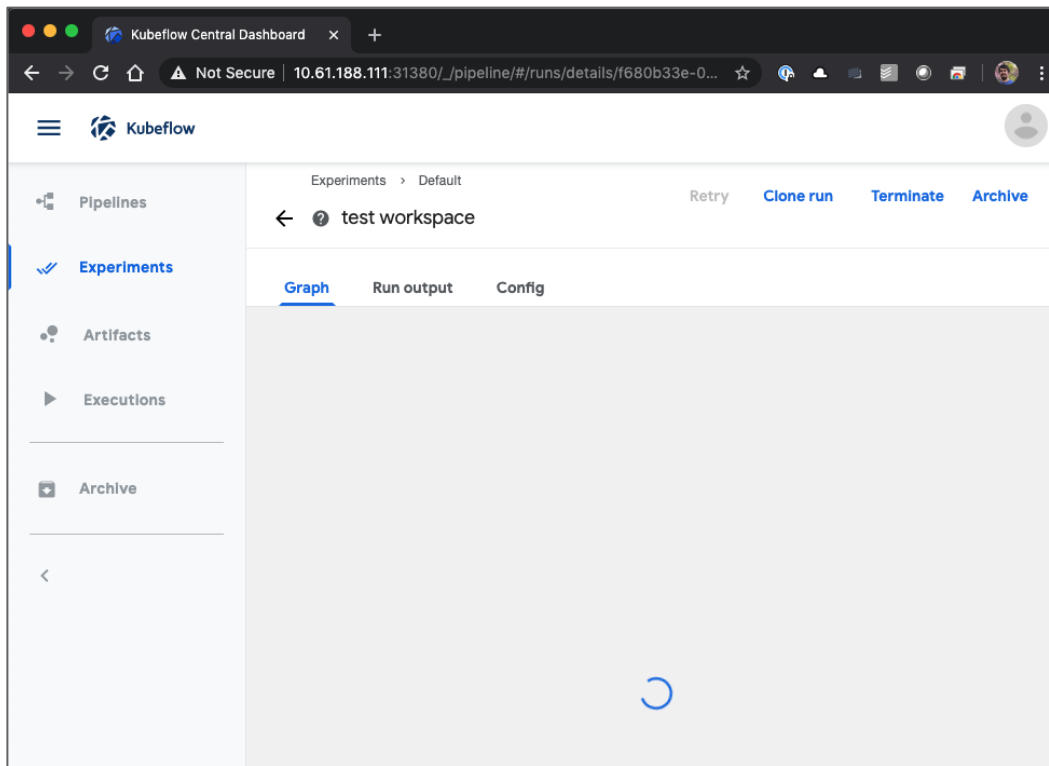 Kubeflow Central Dashboard
Not Secure 10.61.188.111:31380/_/pipeline/#/runs/details/f680b33e-0...
Kubeflow
Pipelines
Experiments
Artifacts
Executions
Archive
Experiments > Default
test workspace
Retry Clone run Terminate Archive
Graph Run output Config